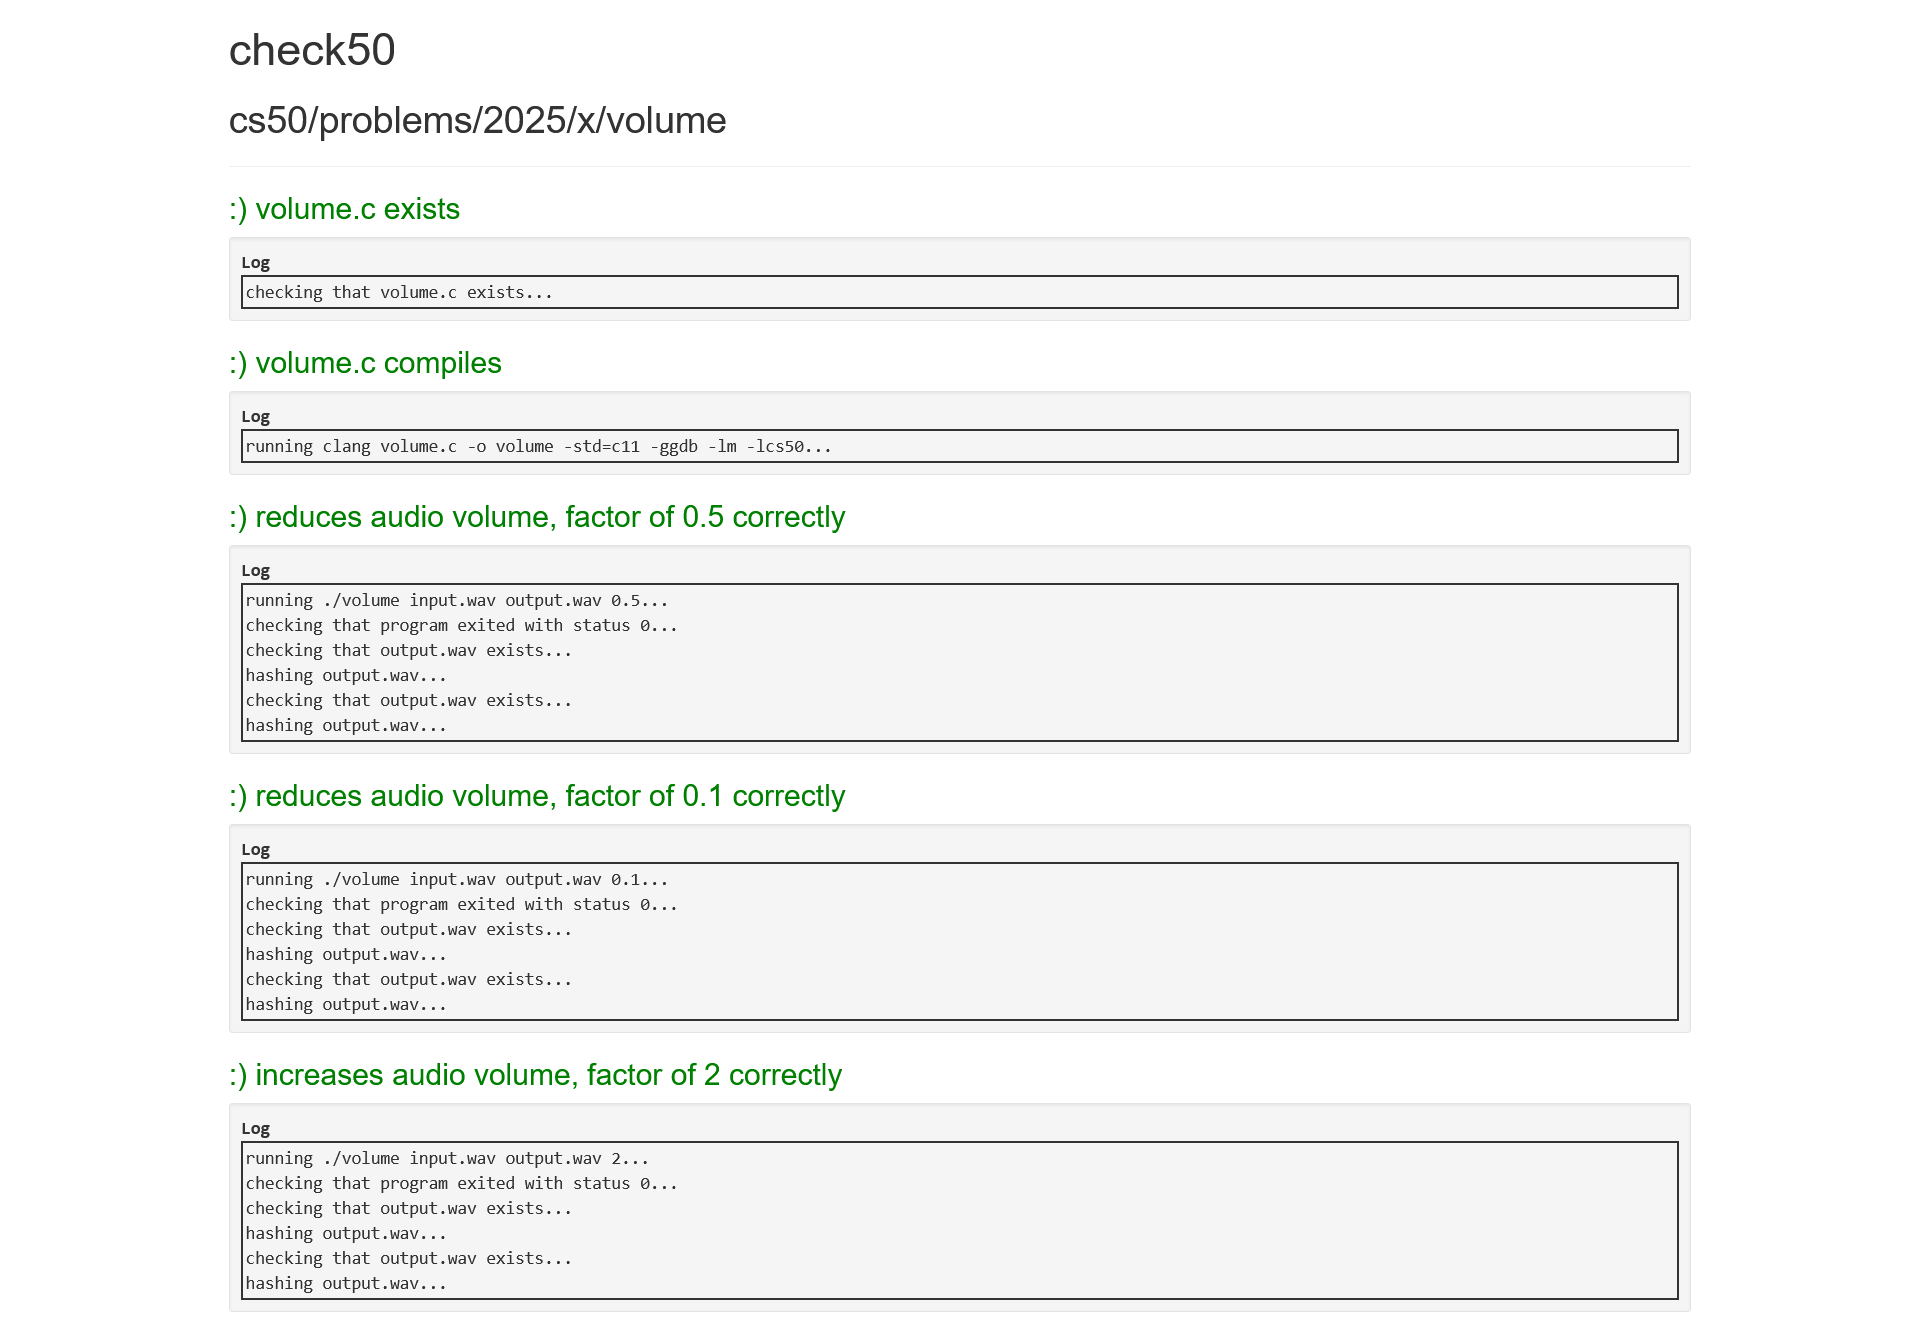 check50
cs50/problems/2025/x/volume
:) volume.c exists
Log
checking that volume.c exists...
:) volume.c compiles
Log
running clang volume.c -o volume -std=c11 -ggdb -lm -lcs50...
:) reduces audio volume, factor of 0.5 correctly
Log
running ./volume input.wav output.wav 0.5...
checking that program exited with status 0...
checking that output.wav exists...
hashing output.wav...
checking that output.wav exists...
hashing output.wav...
:) reduces audio volume, factor of 0.1 correctly
Log
running ./volume input.wav output.wav 0.1...
checking that program exited with status 0...
checking that output.wav exists...
hashing output.wav...
checking that output.wav exists...
hashing output.wav...
:) increases audio volume, factor of 2 correctly
Log
running ./volume input.wav output.wav 2...
checking that program exited with status 0...
checking that output.wav exists...
hashing output.wav...
checking that output.wav exists...
hashing output.wav...